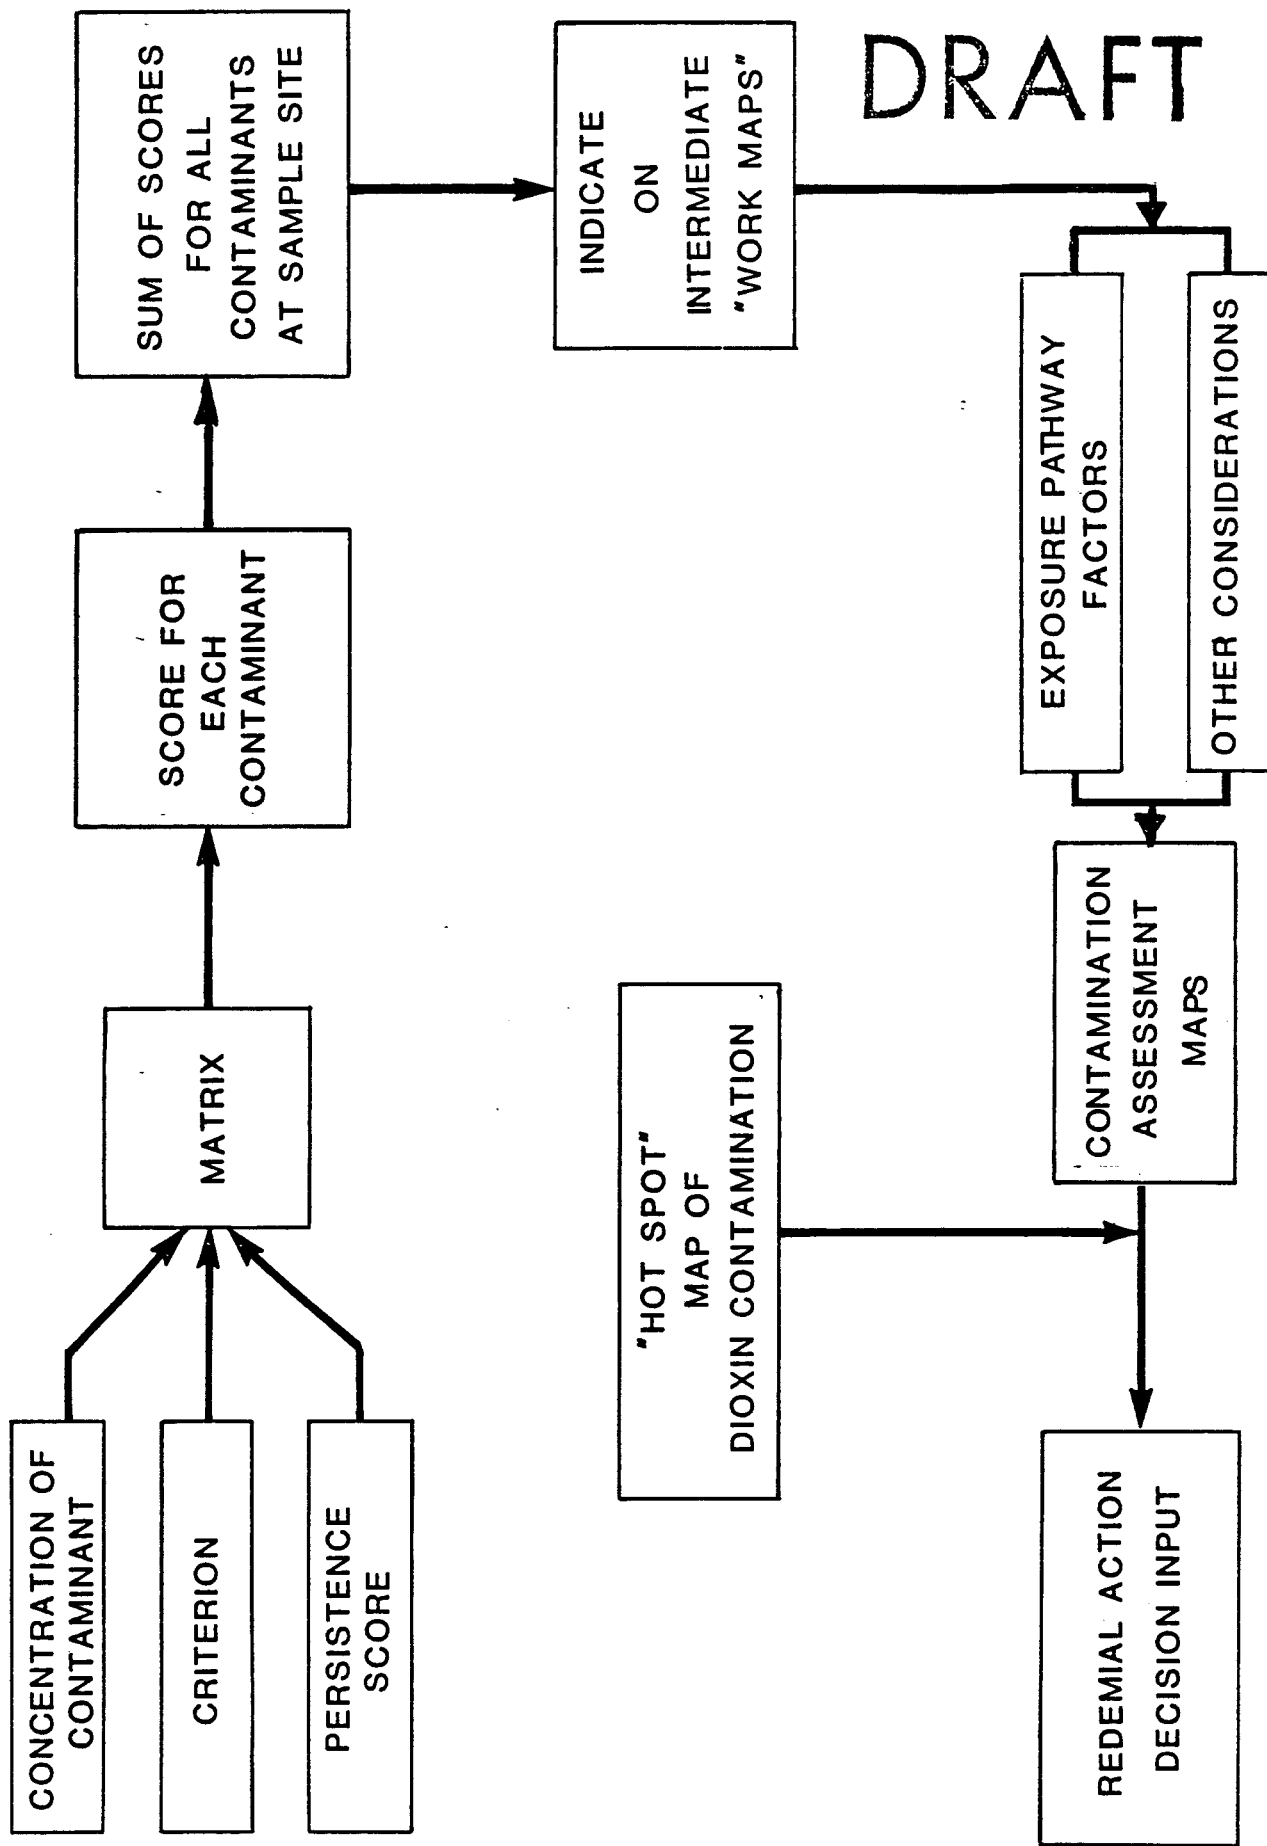 CONCENTRATION OF
CONTAMINANT
CRITERION
PERSISTENCE
SCORE
MATRIX
SCORE FOR
EACH
CONTAMINANT
SUM OF SCORES
FOR ALL
CONTAMINANTS
AT SAMPLE SITE
INDICATE
ON
INTERMEDIATE
"WORK MAPS"
DRAFT
EXPOSURE PATHWAY
FACTORS
OTHER CONSIDERATIONS
CONTAMINATION
ASSESSMENT
MAPS
"HOT SPOT"
MAP OF
DIOXIN CONTAMINATION
REDEMIAL ACTION
DECISION INPUT